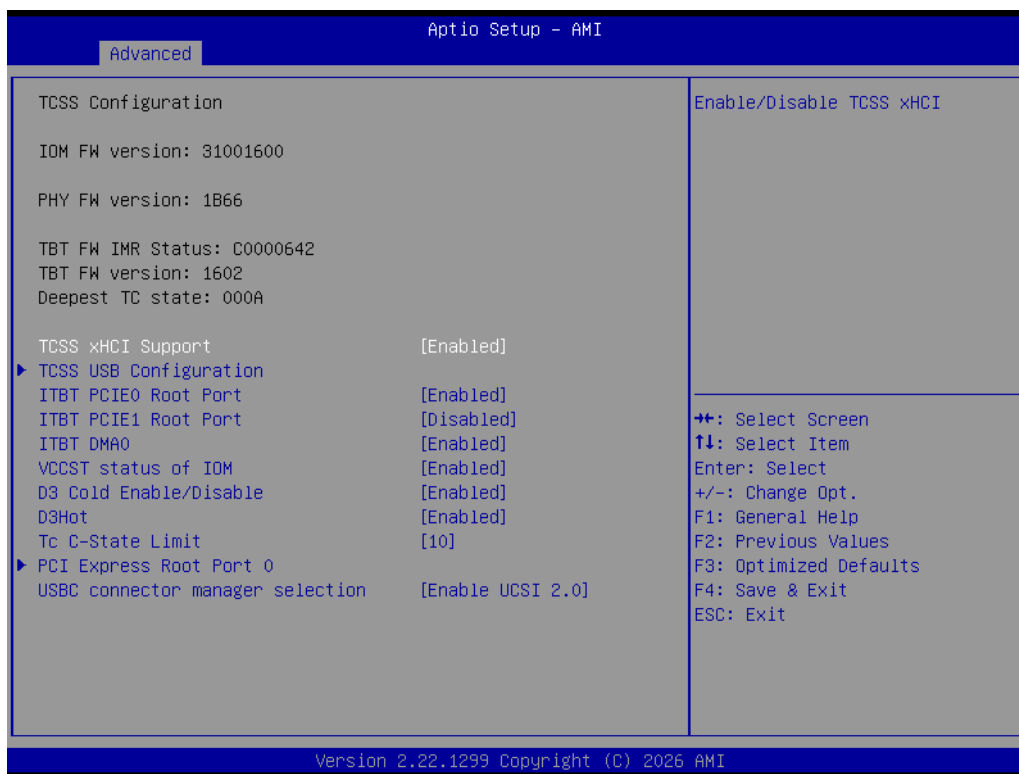 Aptio Setup – AMI
Advanced
TCSS Configuration
IOM FW version: 31001600
PHY FW version: 1B66
TBT FW IMR Status: C0000642
TBT FW version: 1602
Deepest TC state: 000A
TCSS xHCI Support [Enabled]
TCSS USB Configuration
ITBT PCIE0 Root Port [Enabled]
ITBT PCIE1 Root Port [Disabled]
ITBT DMA0 [Enabled]
VCCST status of IOM [Enabled]
D3 Cold Enable/Disable [Enabled]
D3Hot [Enabled]
Tc C-State Limit [10]
PCI Express Root Port 0
USBC connector manager selection [Enable UCSI 2.0]
Enable/Disable TCSS xHCI
→←: Select Screen
↑↓: Select Item
Enter: Select
+/-: Change Opt.
F1: General Help
F2: Previous Values
F3: Optimized Defaults
F4: Save & Exit
ESC: Exit
Version 2.22.1299 Copyright (C) 2026 AMI